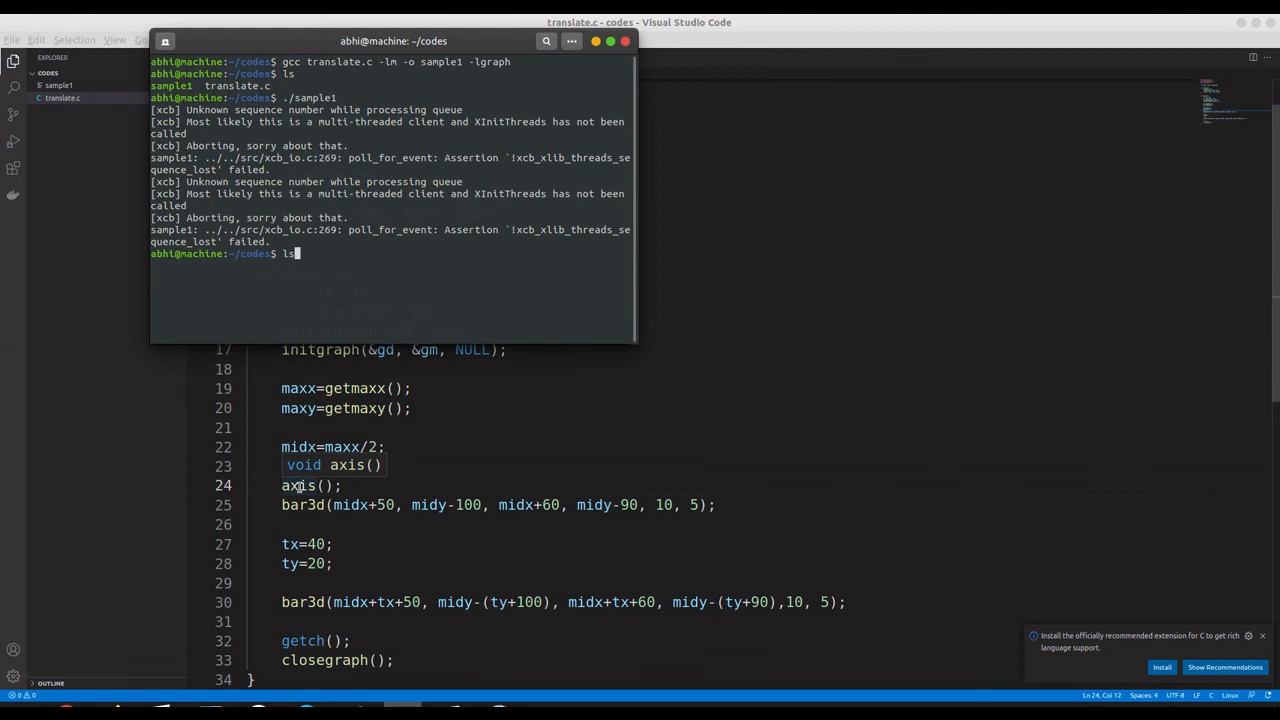 translate.c - codes - Visual Studio Code
File Edit Selection View Go
abhi@machine: ~/codes
EXPLORER
CODES
sample1
translate.c
abhi@machine:~/codes$ gcc translate.c -lm -o sample1 -lgraph
abhi@machine:~/codes$ ls
sample1 translate.c
abhi@machine:~/codes$ ./sample1
[xcb] Unknown sequence number while processing queue
[xcb] Most likely this is a multi-threaded client and XInitThreads has not been
called
[xcb] Aborting, sorry about that.
sample1: ../../src/xcb_io.c:269: poll_for_event: Assertion `!xcb_xlib_threads_se
quence_lost' failed.
[xcb] Unknown sequence number while processing queue
[xcb] Most likely this is a multi-threaded client and XInitThreads has not been
called
[xcb] Aborting, sorry about that.
sample1: ../../src/xcb_io.c:269: poll_for_event: Assertion `!xcb_xlib_threads_se
quence_lost' failed.
abhi@machine:~/codes$ ls
17 initgraph(&gd, &gm, NULL);
18
19 maxx=getmaxx();
20 maxy=getmaxy();
21
22 midx=maxx/2;
23 void axis()
24 axis();
25 bar3d(midx+50, midy-100, midx+60, midy-90, 10, 5);
26
27 tx=40;
28 ty=20;
29
30 bar3d(midx+tx+50, midy-(ty+100), midx+tx+60, midy-(ty+90),10, 5);
31
32 getch();
33 closegraph();
34 }
Install the officially recommended extension for C to get rich
language support.
Install Show Recommendations
OUTLINE
0 0 Ln 24, Col 12 Spaces: 4 UTF-8 LF C Linux